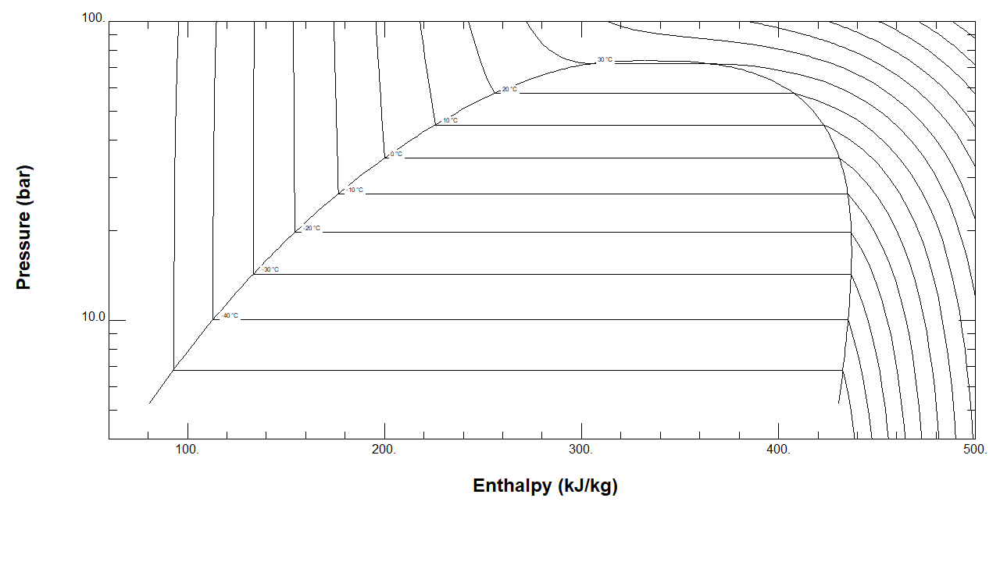 100.
30 °C
20 °C
10 °C
0 °C
-10 °C
-20 °C
-30 °C
-40 °C
10.0
Pressure (bar)
100. 200. 300. 400. 500.
Enthalpy (kJ/kg)